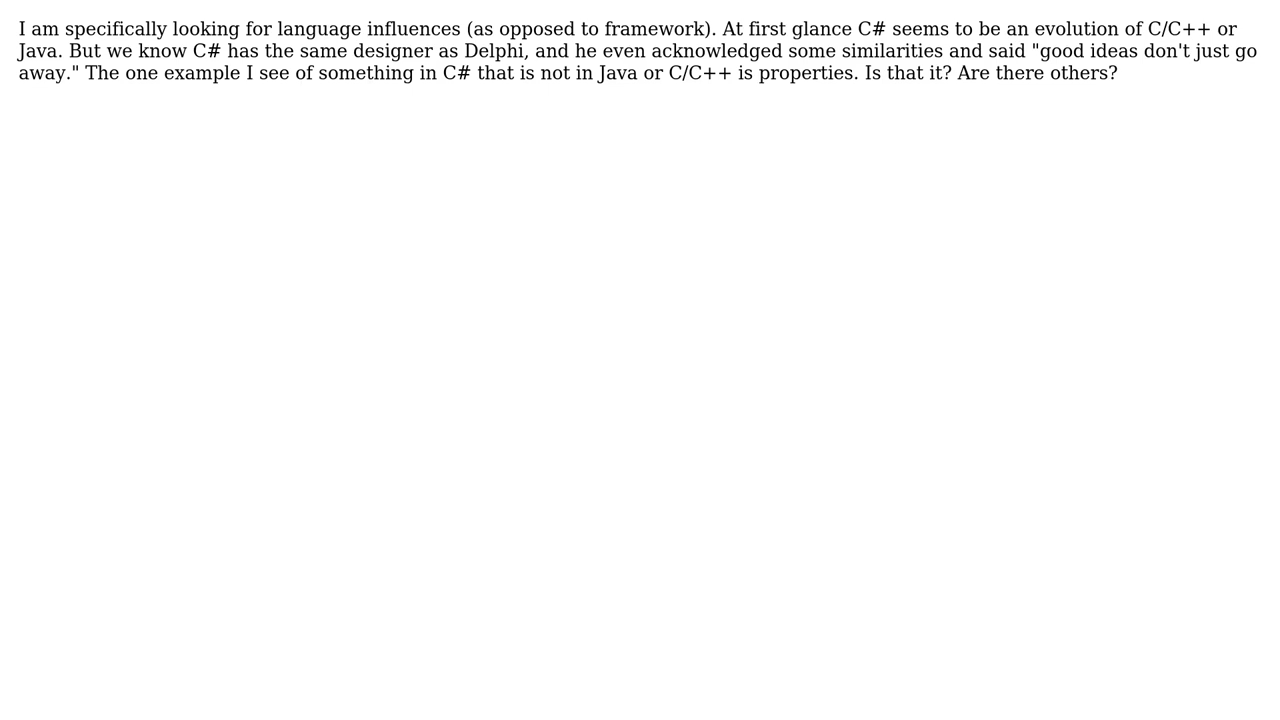 I am specifically looking for language influences (as opposed to framework). At first glance C# seems to be an evolution of C/C++ or
Java. But we know C# has the same designer as Delphi, and he even acknowledged some similarities and said "good ideas don't just go
away." The one example I see of something in C# that is not in Java or C/C++ is properties. Is that it? Are there others?